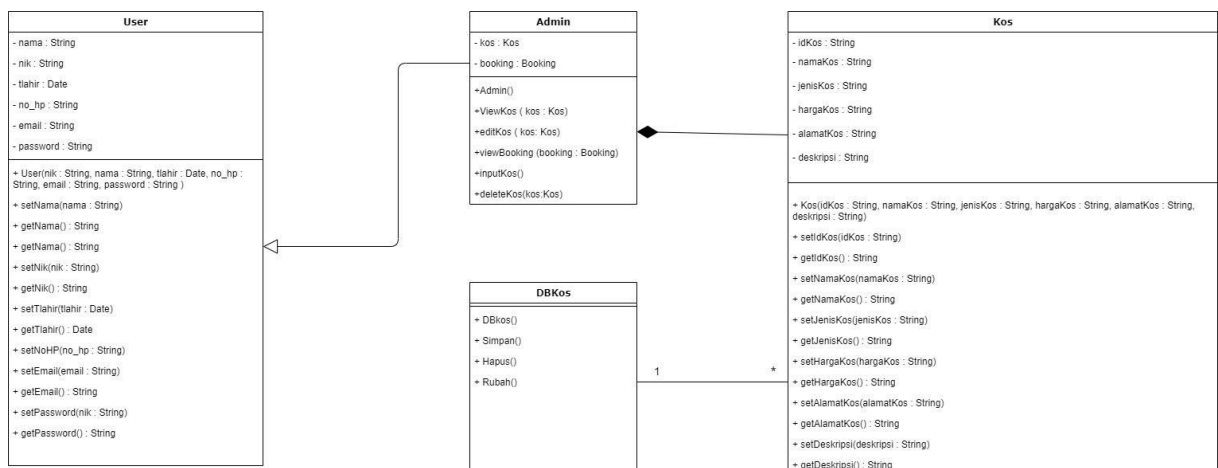 User
- nama : String
- nik : String
- tlahir : Date
- no_hp : String
- email : String
- password : String
+ User(nik : String, nama : String, tlahir : Date, no_hp :
String, email : String, password : String )
+ setNama(nama : String)
+ getNama() : String
+ getNama() : String
+ setNik(nik : String)
+ getNik() : String
+ setTlahir(tlahir : Date)
+ getTlahir() : Date
+ setNoHP(no_hp : String)
+ setEmail(email : String)
+ getEmail() : String
+ setPassword(nik : String)
+ getPassword() : String
Admin
- kos : Kos
- booking : Booking
+Admin()
+ViewKos ( kos : Kos)
+editKos ( kos: Kos)
+viewBooking (booking : Booking)
+inputKos()
+deleteKos(kos:Kos)
DBKos
+ DBkos()
+ Simpan()
+ Hapus()
+ Rubah()
1
*
Kos
- idKos : String
- namaKos : String
- jenisKos : String
- hargaKos : String
- alamatKos : String
- deskripsi : String
+ Kos(idKos : String, namaKos : String, jenisKos : String, hargaKos : String, alamatKos : String,
deskripsi : String)
+ setIdKos(idKos : String)
+ getIdKos() : String
+ setNamaKos(namaKos : String)
+ getNamaKos() : String
+ setJenisKos(jenisKos : String)
+ getJenisKos() : String
+ setHargaKos(hargaKos : String)
+ getHargaKos() : String
+ setAlamatKos(alamatKos : String)
+ getAlamatKos() : String
+ setDeskripsi(deskripsi : String)
+ getDeskripsi() : String